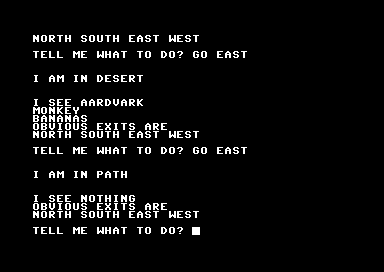 NORTH SOUTH EAST WEST
TELL ME WHAT TO DO? GO EAST
I AM IN DESERT
I SEE AARDVARK
MONKEY
BANANAS
OBVIOUS EXITS ARE
NORTH SOUTH EAST WEST
TELL ME WHAT TO DO? GO EAST
I AM IN PATH
I SEE NOTHING
OBVIOUS EXITS ARE
NORTH SOUTH EAST WEST
TELL ME WHAT TO DO?